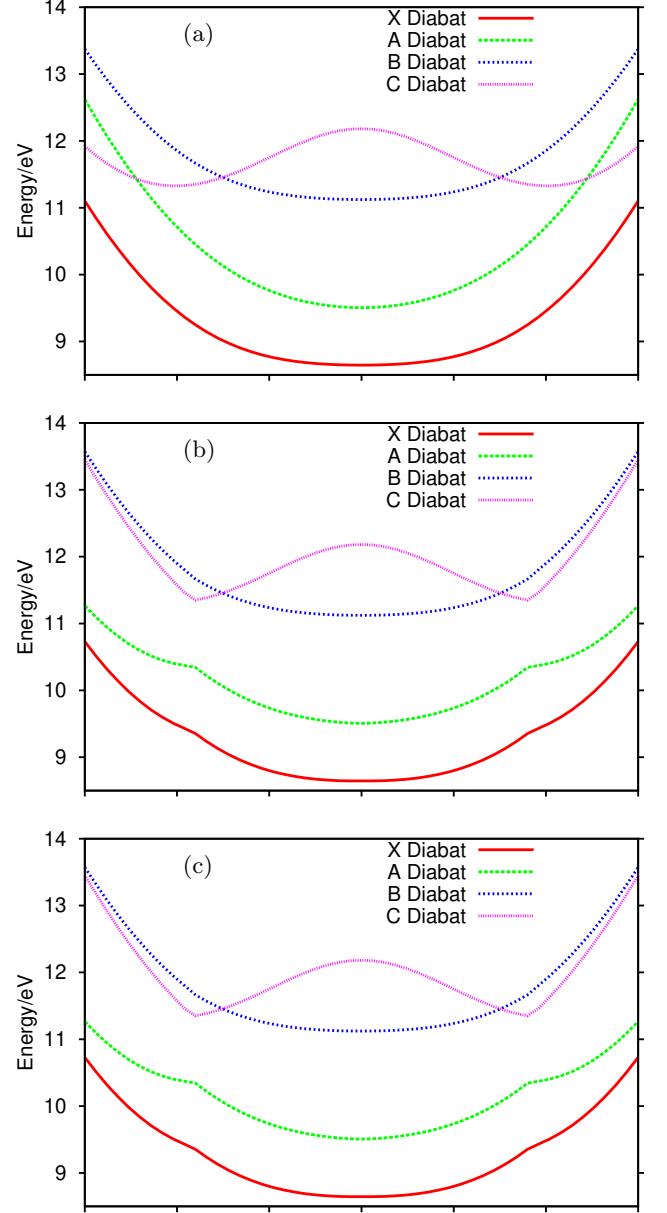 14
(a)
X Diabat
A Diabat
13
B Diabat
C Diabat
12
11
10
9
Energy/eV
14
(b)
X Diabat
A Diabat
13
B Diabat
C Diabat
12
11
10
9
Energy/eV
14
(c)
X Diabat
A Diabat
13
B Diabat
C Diabat
12
11
10
9
Energy/eV